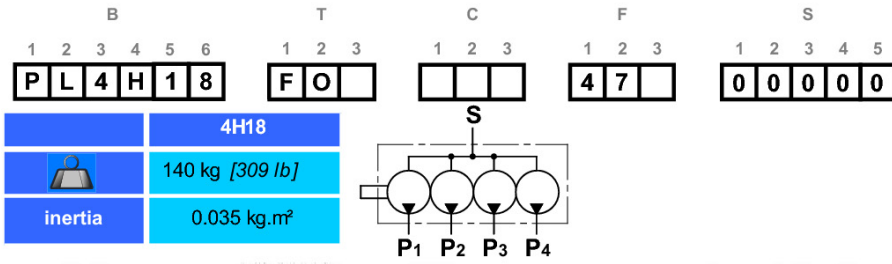 B T C F S
1 2 3 4 5 6 1 2 3 1 2 3 1 2 3 1 2 3 4 5
P L 4 H 1 8 F O 4 7 0 0 0 0 0
4H18
140 kg [309 lb]
inertia 0.035 kg.m²
S
P1 P2 P3 P4